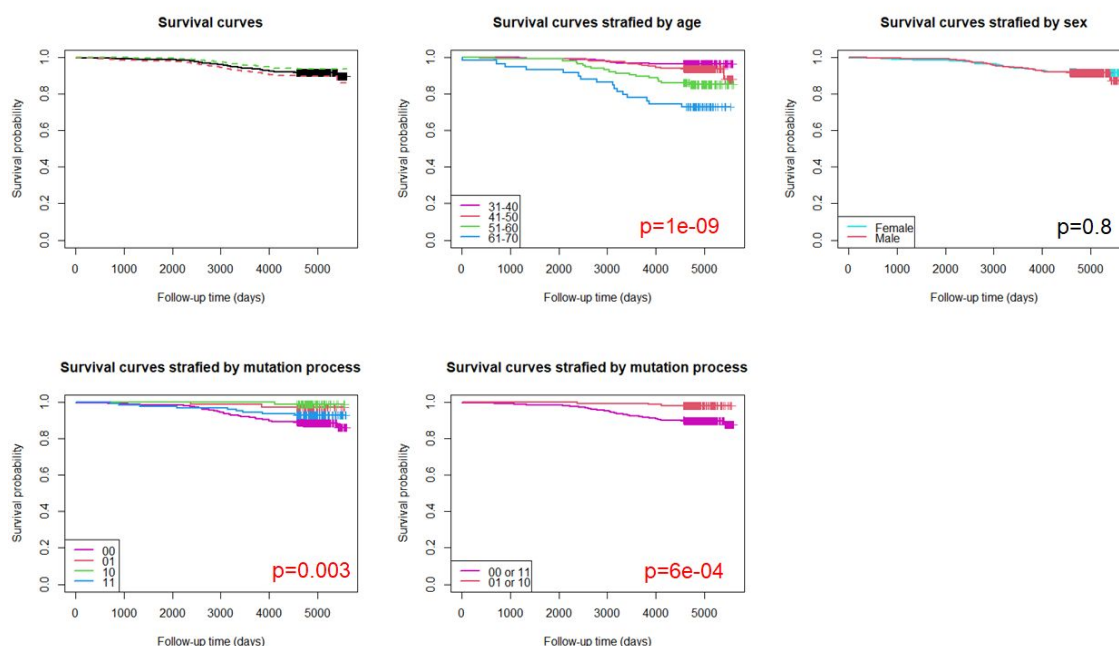 Survival curves
Survival probability
0.0 0.2 0.4 0.6 0.8 1.0
0 1000 2000 3000 4000 5000
Follow-up time (days)
Survival curves strafied by age
Survival probability
0.0 0.2 0.4 0.6 0.8 1.0
31-40
41-50
51-60
61-70
p=1e-09
0 1000 2000 3000 4000 5000
Follow-up time (days)
Survival curves strafied by sex
Survival probability
0.0 0.2 0.4 0.6 0.8 1.0
Female
Male
p=0.8
0 1000 2000 3000 4000 5000
Follow-up time (days)
Survival curves strafied by mutation process
Survival probability
0.0 0.2 0.4 0.6 0.8 1.0
00
01
10
11
p=0.003
0 1000 2000 3000 4000 5000
Follow-up time (days)
Survival curves strafied by mutation process
Survival probability
0.0 0.2 0.4 0.6 0.8 1.0
00 or 11
01 or 10
p=6e-04
0 1000 2000 3000 4000 5000
Follow-up time (days)